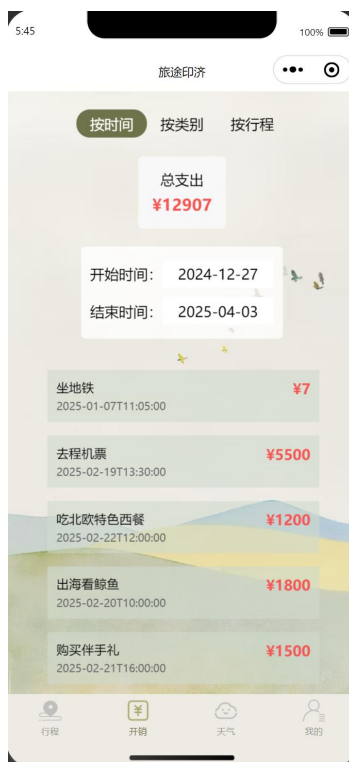 5:45
100%
旅途印济
按时间 按类别 按行程
总支出
¥12907
开始时间： 2024-12-27
结束时间： 2025-04-03
坐地铁 ¥7
2025-01-07T11:05:00
去程机票 ¥5500
2025-02-19T13:30:00
吃北欧特色西餐 ¥1200
2025-02-22T12:00:00
出海看鲸鱼 ¥1800
2025-02-20T10:00:00
购买伴手礼 ¥1500
2025-02-21T16:00:00
行程 开销 天气 我的